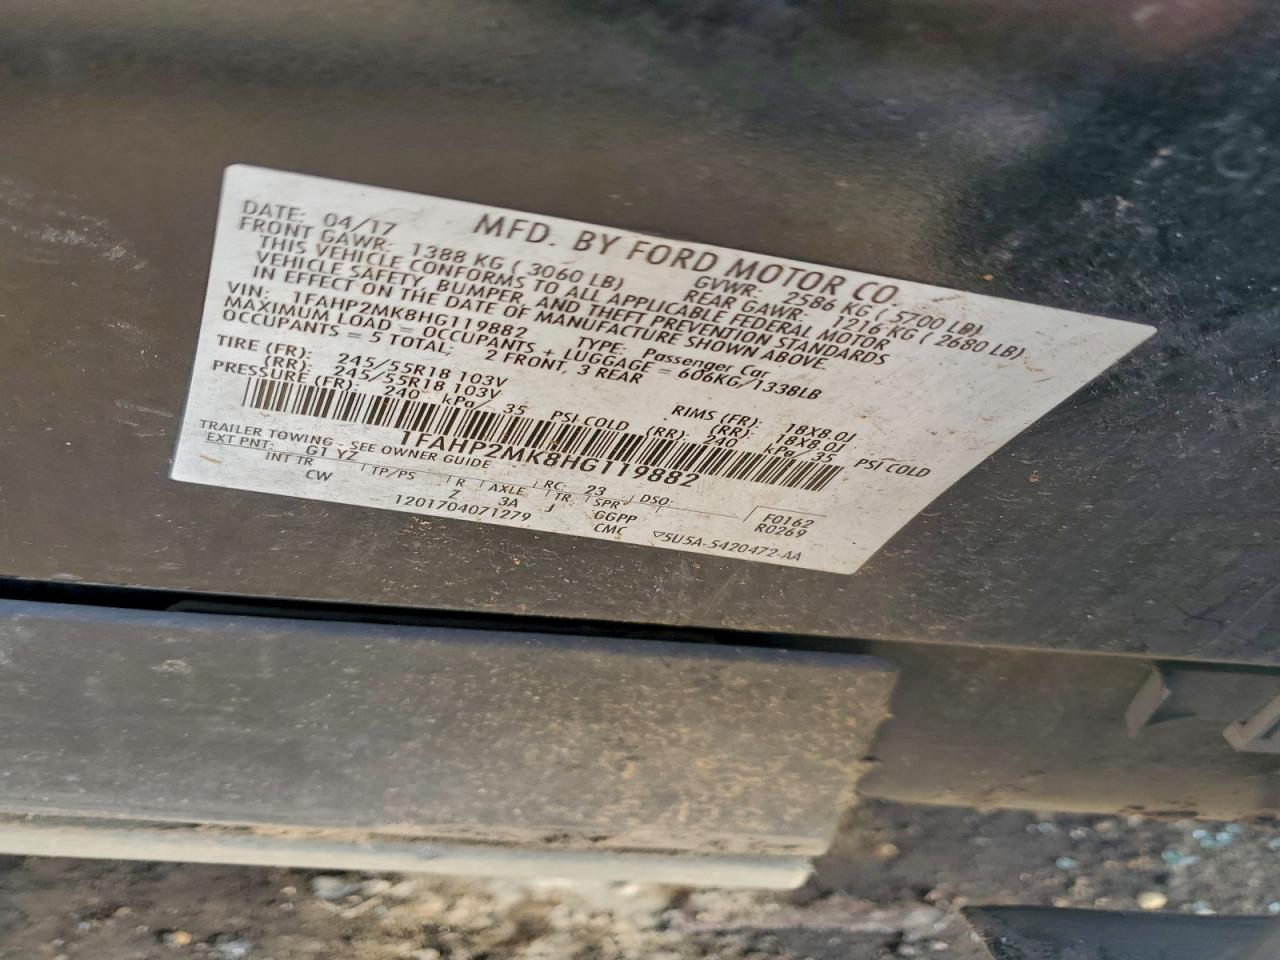 MFD. BY FORD MOTOR CO.
DATE: 04/17 GVWR: 2586 KG ( 5700 LB)
FRONT GAWR: 1388 KG ( 3060 LB) REAR GAWR: 1216 KG ( 2680 LB)
THIS VEHICLE CONFORMS TO ALL APPLICABLE FEDERAL MOTOR
VEHICLE SAFETY, BUMPER, AND THEFT PREVENTION STANDARDS
IN EFFECT ON THE DATE OF MANUFACTURE SHOWN ABOVE.
VIN: 1FAHP2MK8HG119882 TYPE: Passenger Car
MAXIMUM LOAD = OCCUPANTS + LUGGAGE = 606KG/1338LB
OCCUPANTS = 5 TOTAL, 2 FRONT, 3 REAR
TIRE (FR): 245/55R18 103V RIMS (FR): 18X8.0J
(RR): 245/55R18 103V (RR): 18X8.0J
PRESSURE (FR): 240 kPa/ 35 PSI COLD (RR): 240 kPa/35 PSI COLD
1FAHP2MK8HG119882
TRAILER TOWING - SEE OWNER GUIDE
EXT PNT: G1 YZ RC: 23 DSO: F0162
INT TR TP/PS R AXLE TR SPR R0269
CW Z 3A J GGPP
1201704071279 CMC ▽5U5A-5420472-AA